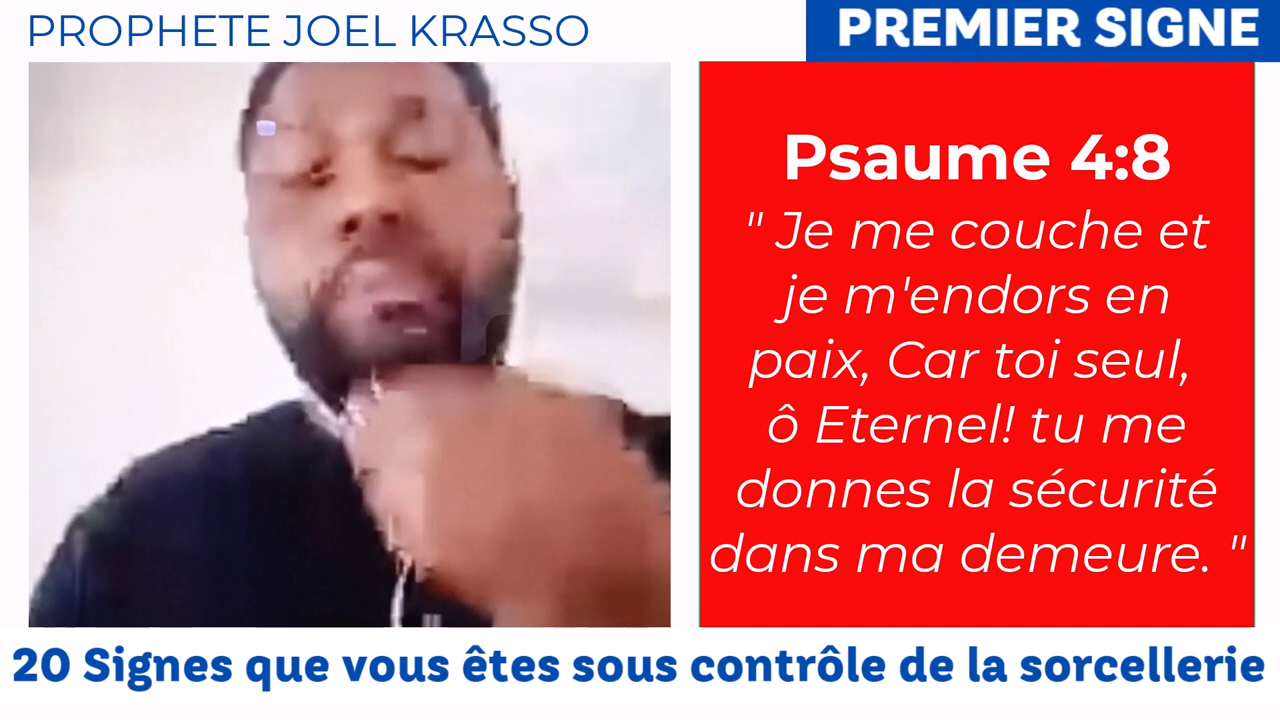 PROPHETE JOEL KRASSO
PREMIER SIGNE
Psaume 4:8
" Je me couche et
je m'endors en
paix, Car toi seul,
ô Eternel! tu me
donnes la sécurité
dans ma demeure. "
20 Signes que vous êtes sous contrôle de la sorcellerie